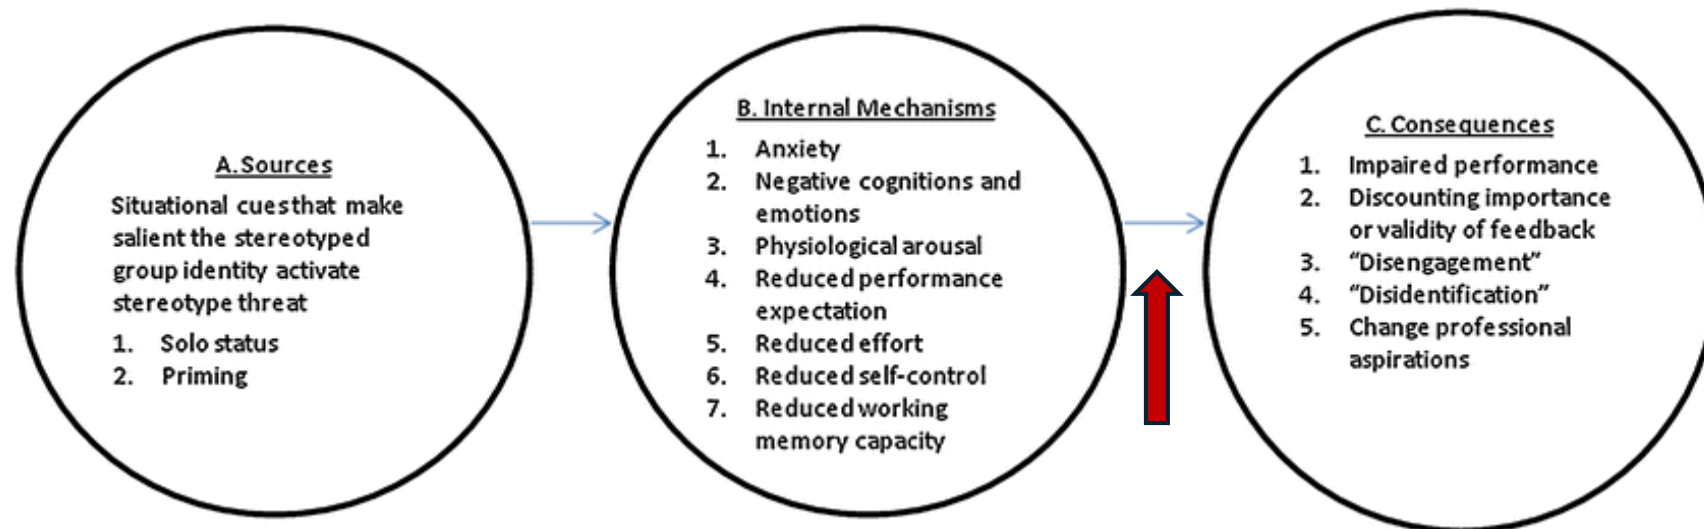 A. Sources
Situational cues that make
salient the stereotyped
group identity activate
stereotype threat
1. Solo status
2. Priming
B. Internal Mechanisms
1. Anxiety
2. Negative cognitions and
emotions
3. Physiological arousal
4. Reduced performance
expectation
5. Reduced effort
6. Reduced self-control
7. Reduced working
memory capacity
C. Consequences
1. Impaired performance
2. Discounting importance
or validity of feedback
3. “Disengagement”
4. “Disidentification”
5. Change professional
aspirations